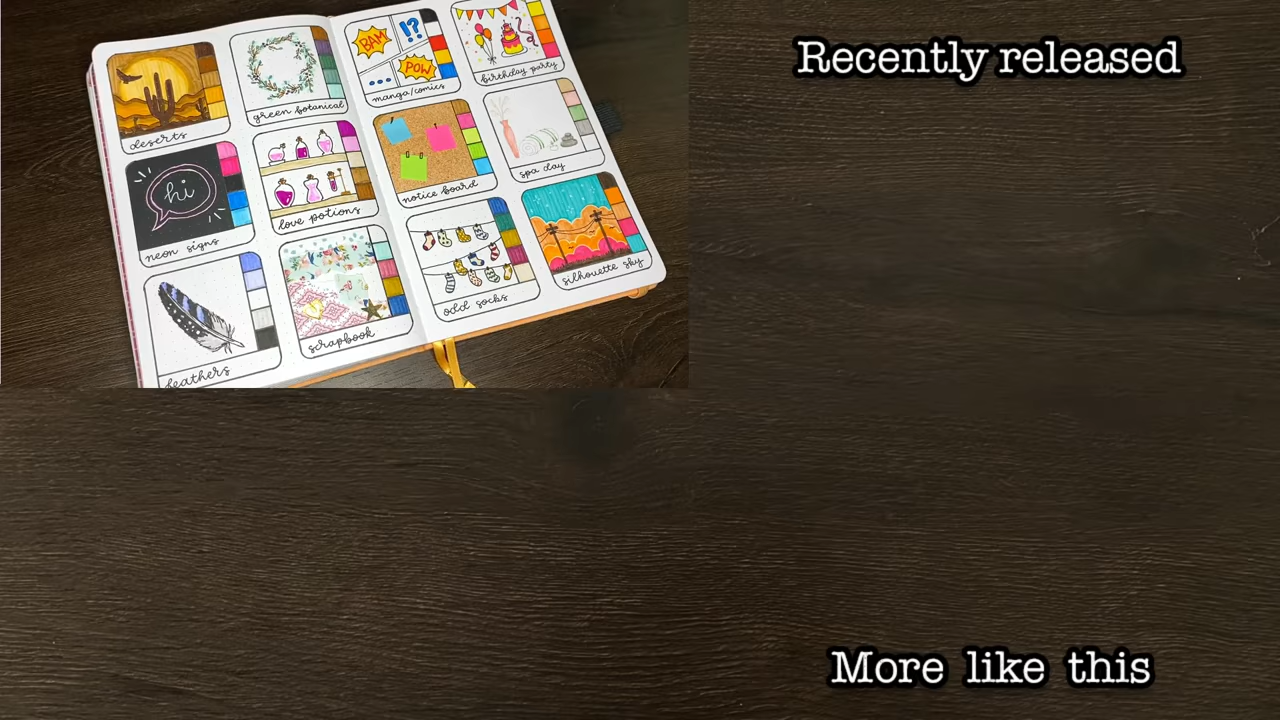 Recently released
BAM
!?
POW
...
deserts
green botanical
manga/comics
birthday party
hi
neon signs
love potions
notice board
spa day
feathers
scrapbook
odd socks
silhouette sky
More like this